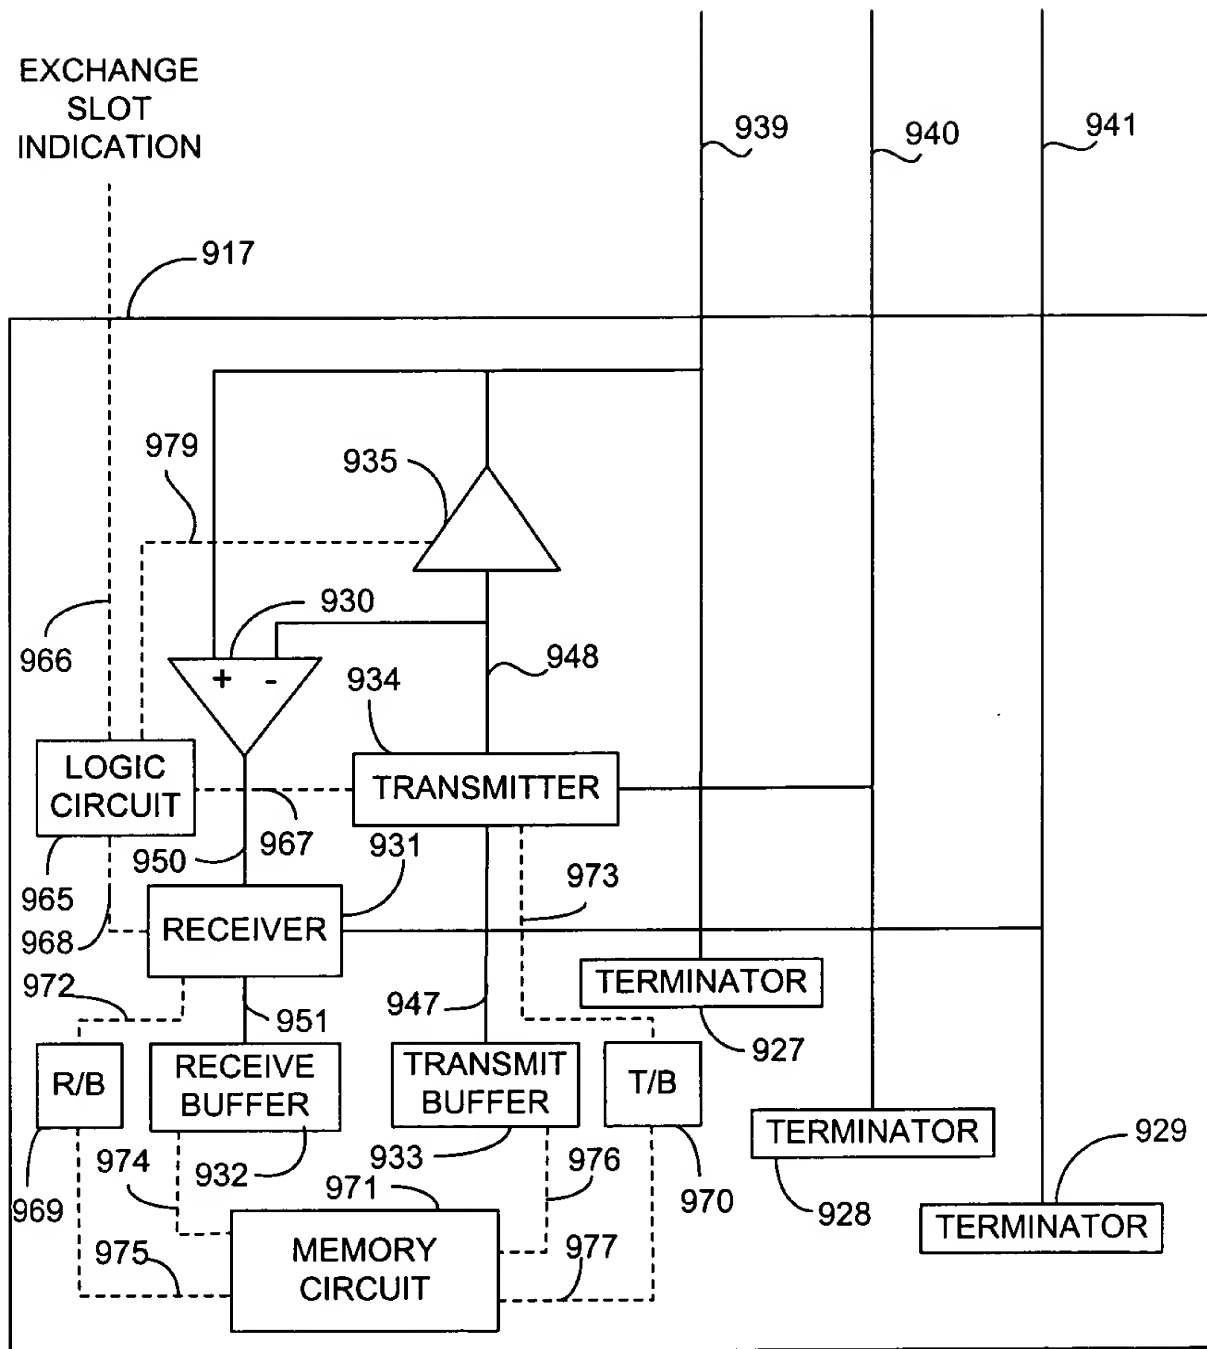 EXCHANGE
SLOT
INDICATION
939
940
941
917
979
935
966
930
948
934
+ -
LOGIC
CIRCUIT
TRANSMITTER
967
931
950
965
973
968
RECEIVER
972
951
947
TERMINATOR
927
R/B
RECEIVE
BUFFER
TRANSMIT
BUFFER
T/B
TERMINATOR
929
974
932
933
976
969
971
970
928
TERMINATOR
975
MEMORY
CIRCUIT
977